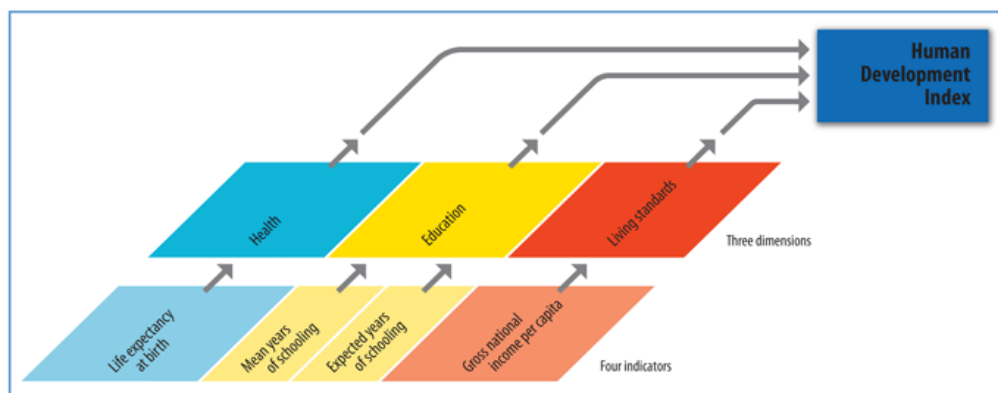 Human
Development
Index
Health
Education
Living standards
Three dimensions
Life expectancy
at birth
Mean years
of schooling
Expected years
of schooling
Gross national
income per capita
Four indicators